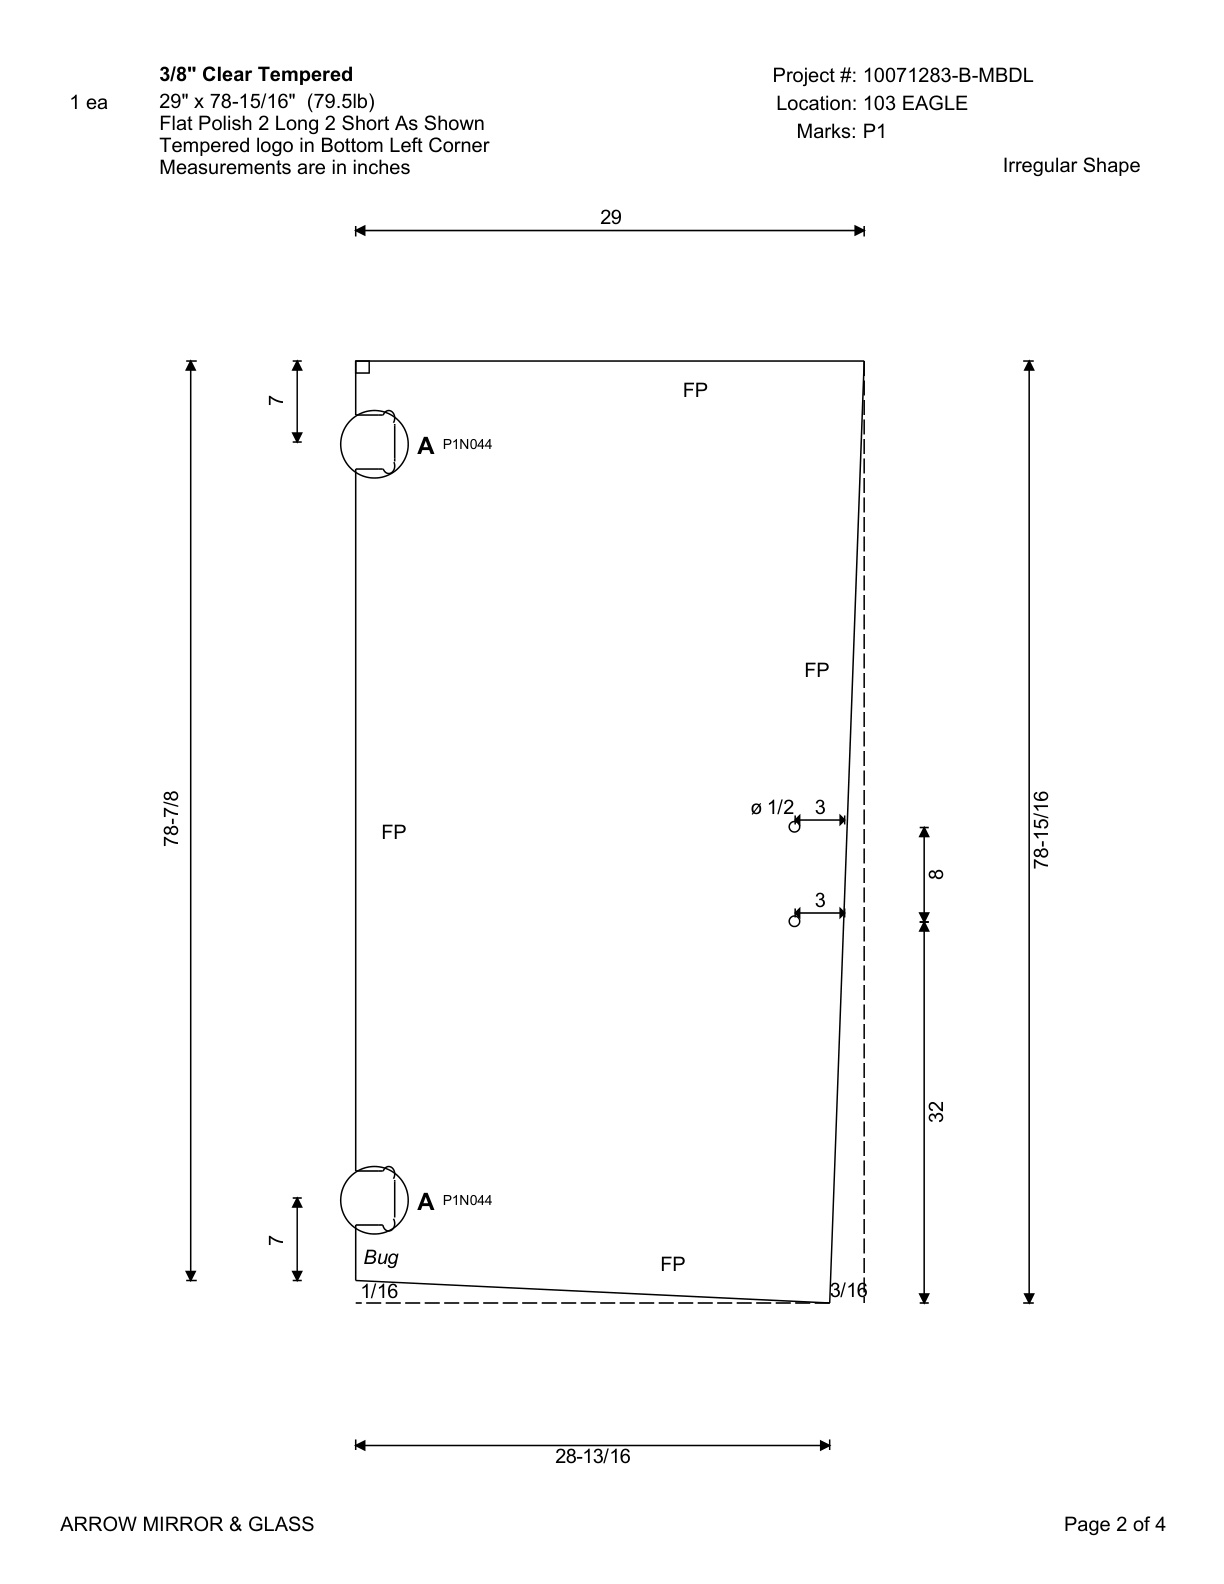 3/8" Clear Tempered
1 ea
29" x 78-15/16" (79.5lb)
Flat Polish 2 Long 2 Short As Shown
Tempered logo in Bottom Left Corner
Measurements are in inches
Project #: 10071283-B-MBDL
Location: 103 EAGLE
Marks: P1
Irregular Shape
29
7
FP
A P1N044
FP
78-7/8
FP
ø 1/2
3
78-15/16
8
3
32
A P1N044
7
Bug
FP
1/16
3/16
28-13/16
ARROW MIRROR & GLASS
Page 2 of 4